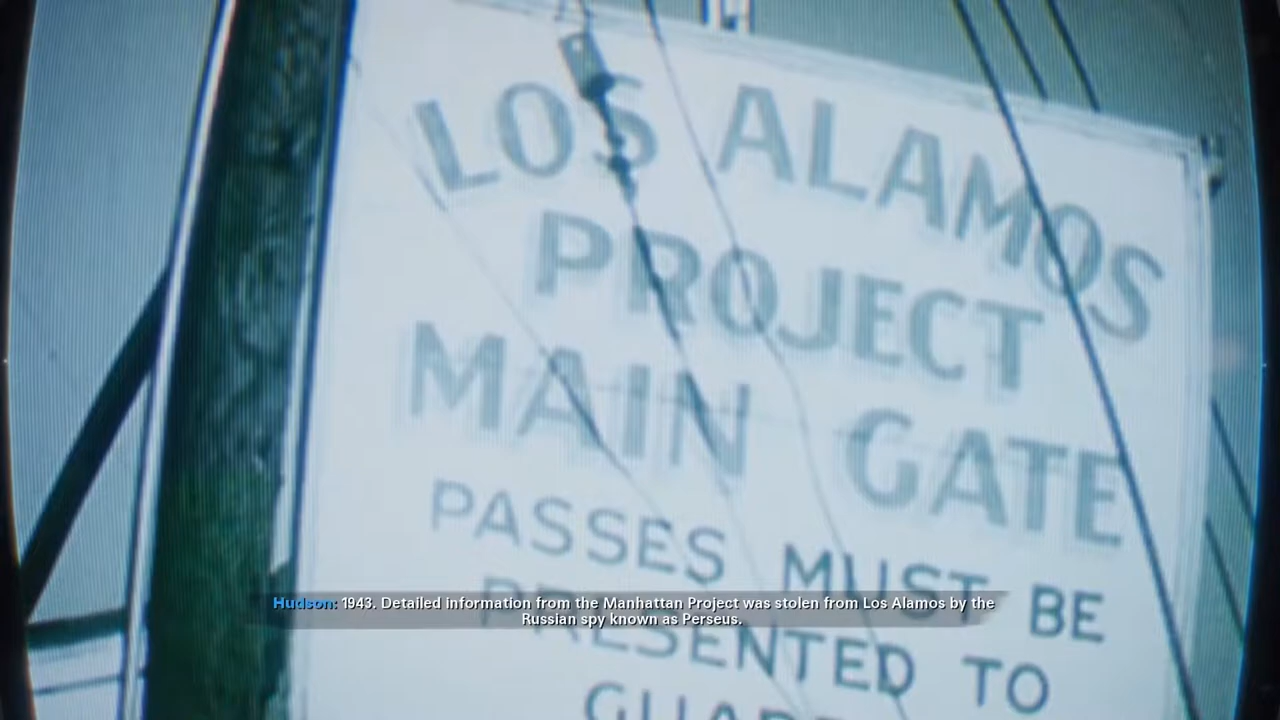 LOS ALAMOS
PROJECT
MAIN GATE
PASSES MUST BE
PRESENTED TO
Hudson: 1943. Detailed information from the Manhattan Project was stolen from Los Alamos by the
Russian spy known as Perseus.